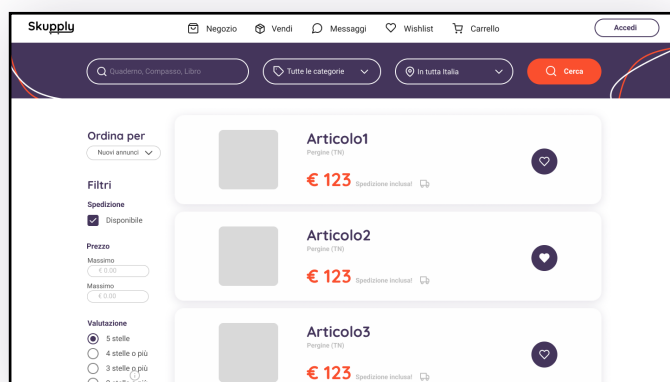 Skupply
Negozio Vendi Messaggi Wishlist Carrello Accedi
Quaderno, Compasso, Libro Tutte le categorie In tutta Italia Cerca
Ordina per
Nuovi annunci
Filtri
Spedizione
Disponibile
Prezzo
Massimo
€ 0.00
Massimo
€ 0.00
Valutazione
5 stelle
4 stelle o più
3 stelle o più
Articolo1
Pergine (TN)
€ 123 Spedizione inclusa!
Articolo2
Pergine (TN)
€ 123 Spedizione inclusa!
Articolo3
Pergine (TN)
€ 123 Spedizione inclusa!